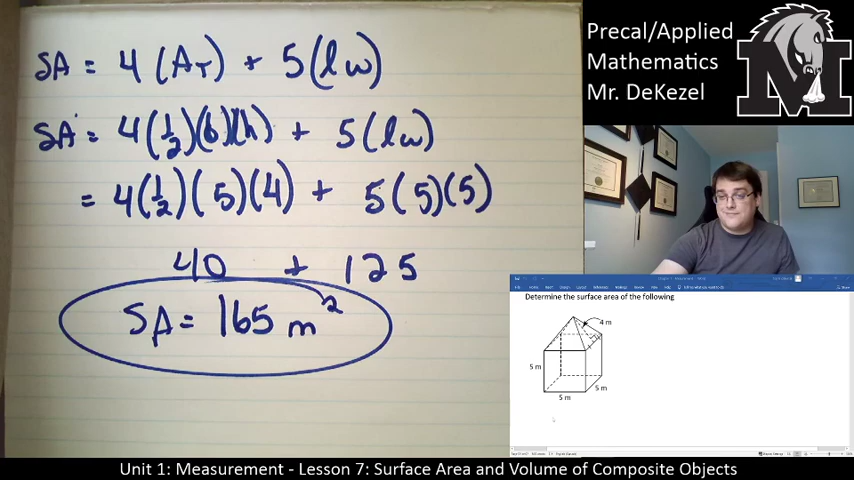 SA = 4 (A_T) + 5 (l w)
SA = 4 (1/2)(b)(h) + 5 (l w)
= 4 (1/2)(5)(4) + 5 (5)(5)
40 + 125
SA = 165 m²
Precal/Applied
Mathematics
Mr. DeKezel
M
Determine the surface area of the following
4 m
5 m
5 m
5 m
Unit 1: Measurement - Lesson 7: Surface Area and Volume of Composite Objects